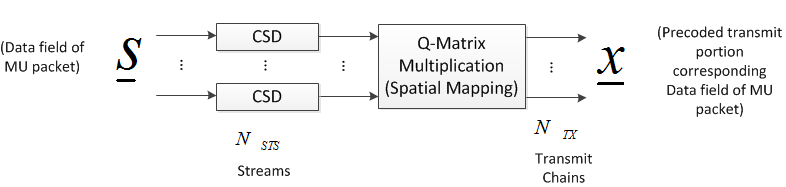 (Data field of
MU packet)
S
CSD
CSD
N STS
Streams
Q-Matrix
Multiplication
(Spatial Mapping)
N TX
Transmit
Chains
x
(Precoded transmit
portion
corresponding
Data field of MU
packet)